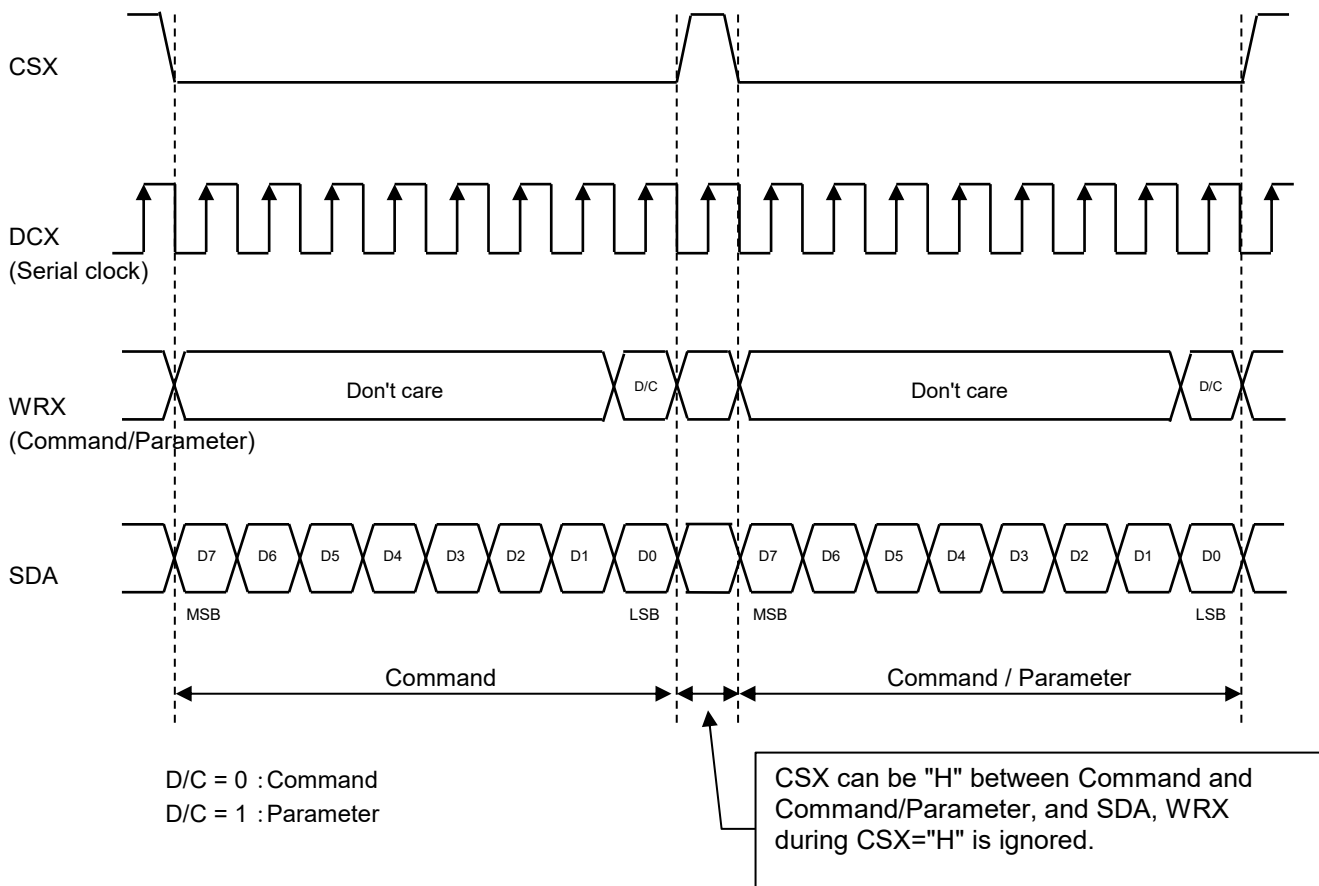 CSX
DCX
(Serial clock)
Don't care
D/C
Don't care
D/C
WRX
(Command/Parameter)
D7 D6 D5 D4 D3 D2 D1 D0 D7 D6 D5 D4 D3 D2 D1 D0
SDA
MSB LSB MSB LSB
Command
Command / Parameter
D/C = 0 : Command
D/C = 1 : Parameter
CSX can be "H" between Command and
Command/Parameter, and SDA, WRX
during CSX="H" is ignored.